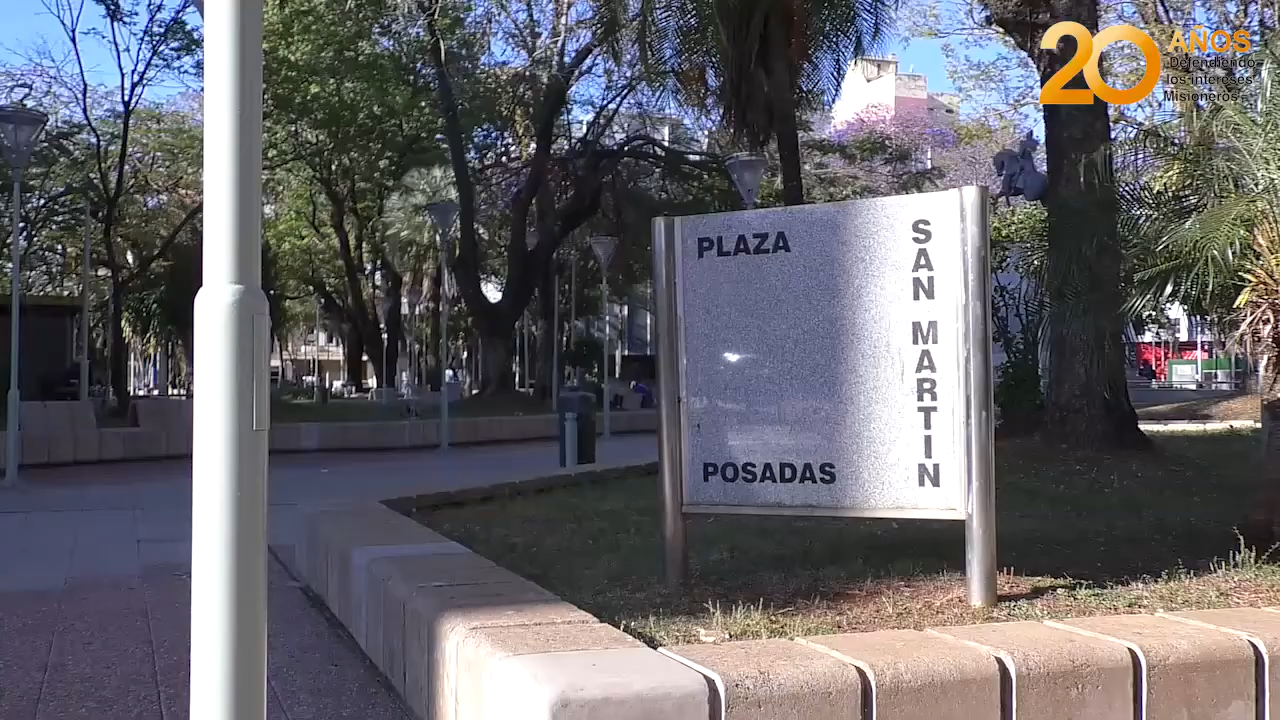 20 AÑOS
Defendiendo
los intereses
Misioneros
PLAZA
SAN MARTIN
POSADAS